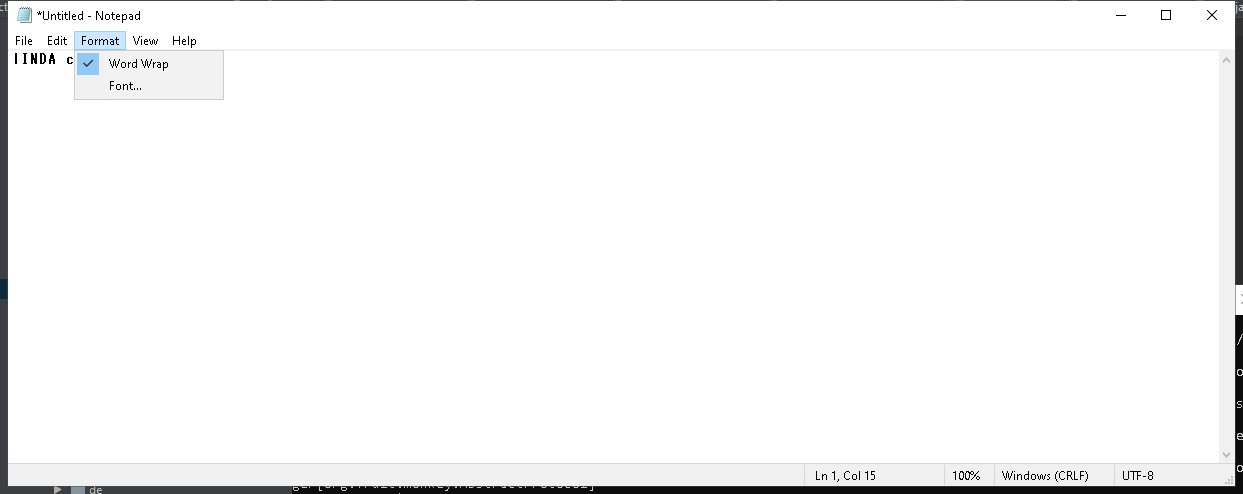 *Untitled - Notepad
File Edit Format View Help
IINDA c
Word Wrap
Font...
Ln 1, Col 15 100% Windows (CRLF) UTF-8
de